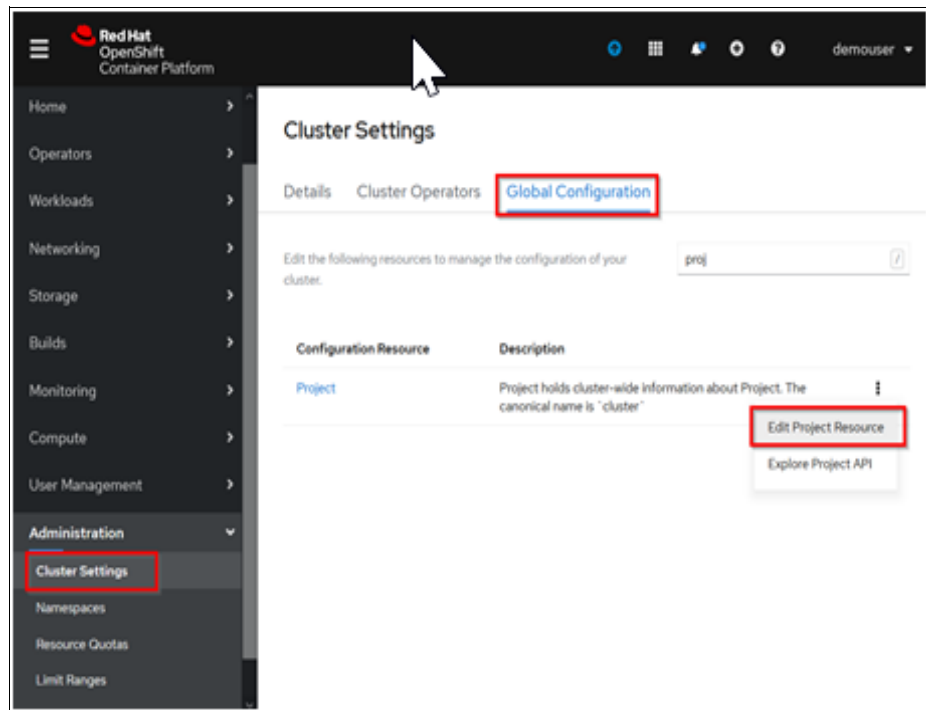 Red Hat
OpenShift
Container Platform
demouser
Home
Operators
Workloads
Networking
Storage
Builds
Monitoring
Compute
User Management
Administration
Cluster Settings
Namespaces
Resource Quotas
Limit Ranges
Cluster Settings
Details Cluster Operators Global Configuration
Edit the following resources to manage the configuration of your
cluster.
proj /
Configuration Resource Description
Project Project holds cluster-wide information about Project. The
canonical name is `cluster`
Edit Project Resource
Explore Project API